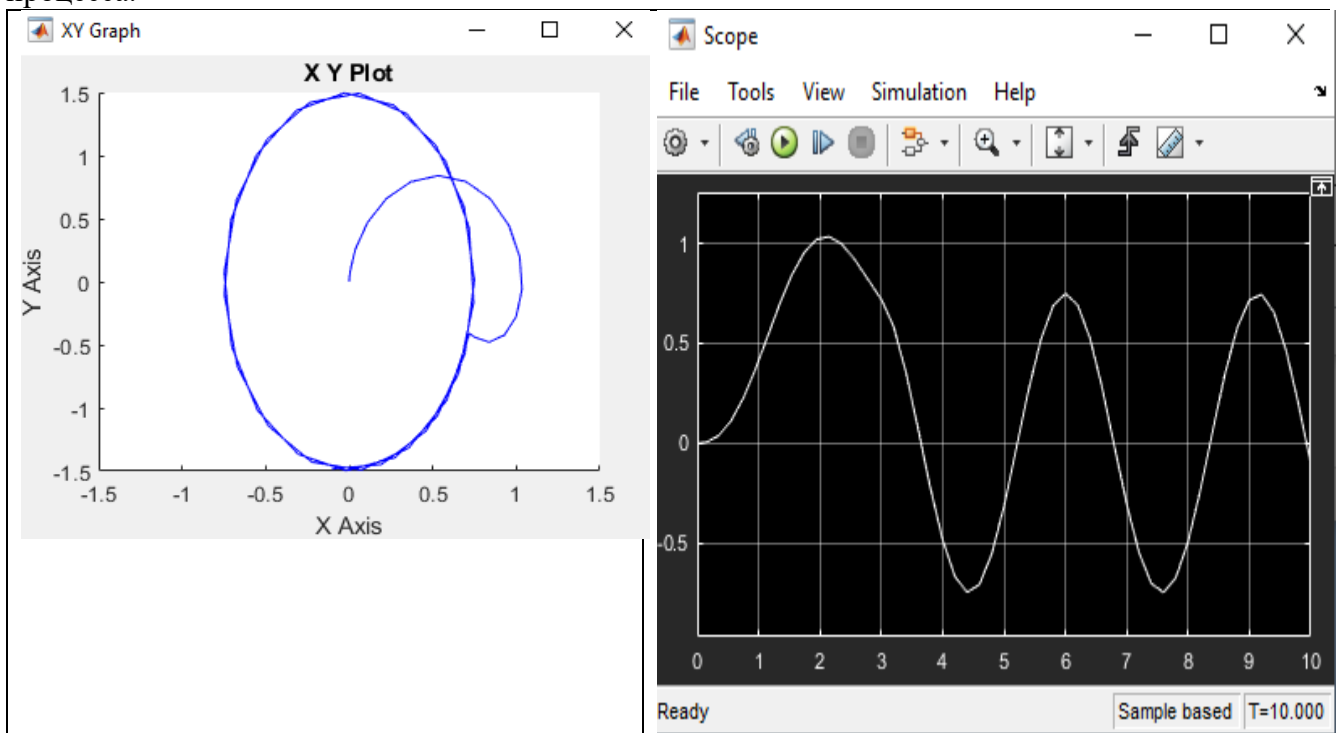 процесса.
XY Graph
X Y Plot
1.5
1
0.5
0
-0.5
-1
-1.5
Y Axis
-1.5 -1 -0.5 0 0.5 1 1.5
X Axis
Scope
File Tools View Simulation Help
1
0.5
0
-0.5
0 1 2 3 4 5 6 7 8 9 10
Ready Sample based T=10.000